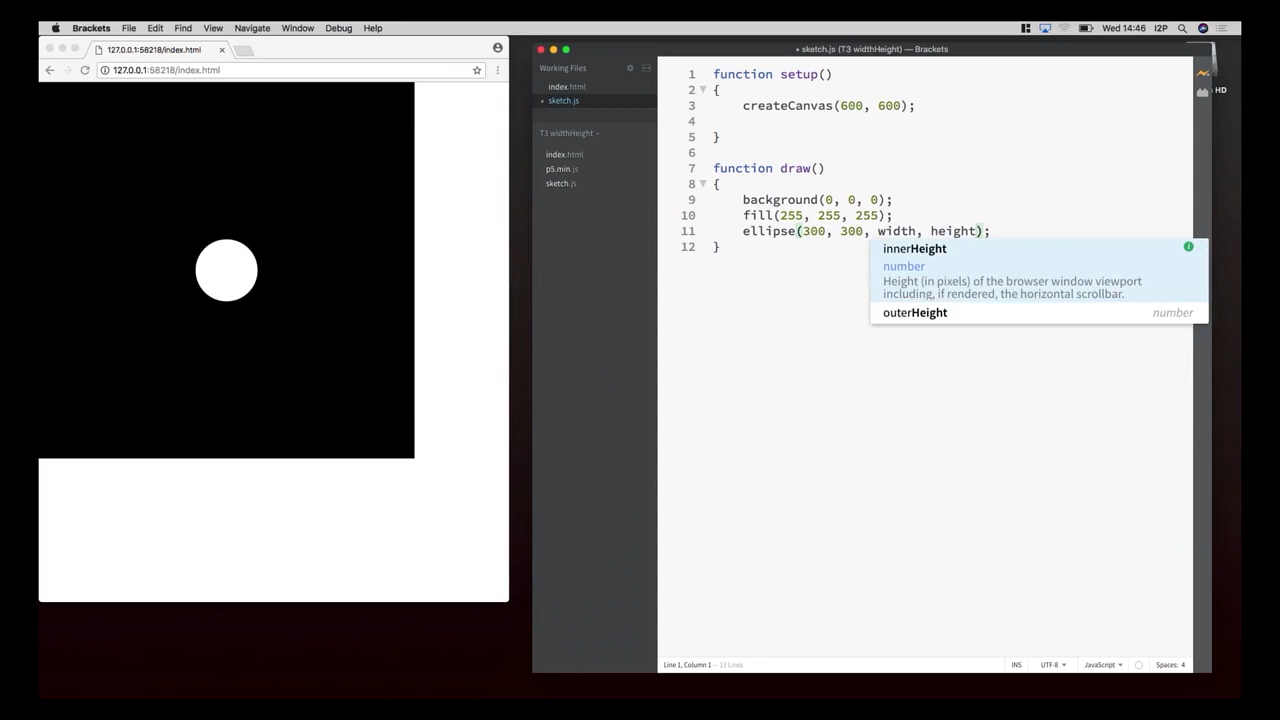 Brackets File Edit Find View Navigate Window Debug Help Wed 14:46 I2P
127.0.0.1:58218/index.html
127.0.0.1:58218/index.html
• sketch.js (T3 widthHeight) — Brackets
Working Files
index.html
sketch.js
T3 widthHeight
index.html
p5.min.js
sketch.js
HD
1 function setup()
2 {
3 createCanvas(600, 600);
4
5 }
6
7 function draw()
8 {
9 background(0, 0, 0);
10 fill(255, 255, 255);
11 ellipse(300, 300, width, height);
12 }
innerHeight
number
Height (in pixels) of the browser window viewport
including, if rendered, the horizontal scrollbar.
outerHeight number
Line 1, Column 1 — 13 Lines INS UTF-8 JavaScript Spaces: 4